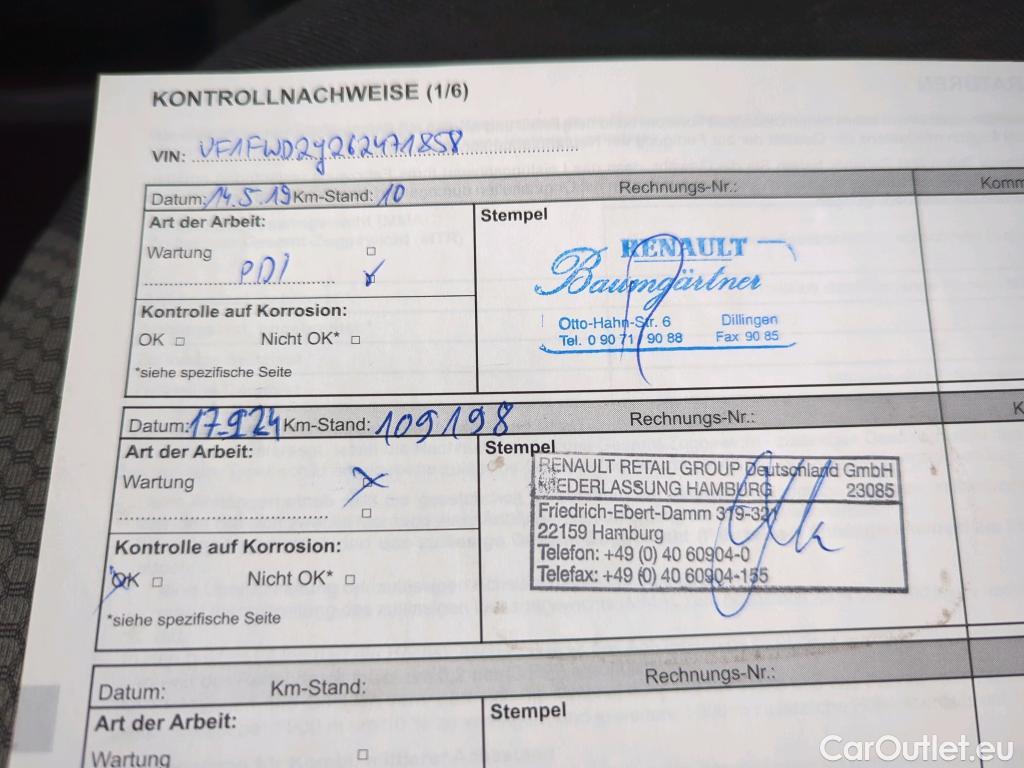 KONTROLLNACHWEISE (1/6)
VIN: VF1FWD2J262471858
Datum: 14.5.19 Km-Stand: 10 Rechnungs-Nr.: Komm
Art der Arbeit:
Stempel
Wartung
PDI
RENAULT
Baumgärtner
Otto-Hahn-Str. 6 Dillingen
Tel. 0 90 71 / 90 88 Fax 90 85
Kontrolle auf Korrosion:
OK Nicht OK*
*siehe spezifische Seite
Datum: 17.9.24 Km-Stand: 109198 Rechnungs-Nr.: K
Art der Arbeit:
Stempel
Wartung
RENAULT RETAIL GROUP Deutschland GmbH
NIEDERLASSUNG HAMBURG 23085
Friedrich-Ebert-Damm 319-321
22159 Hamburg
Telefon: +49 (0) 40 60904-0
Telefax: +49 (0) 40 60904-155
Kontrolle auf Korrosion:
OK Nicht OK*
*siehe spezifische Seite
Datum: Km-Stand: Rechnungs-Nr.:
Art der Arbeit:
Stempel
Wartung
CarOutlet.eu